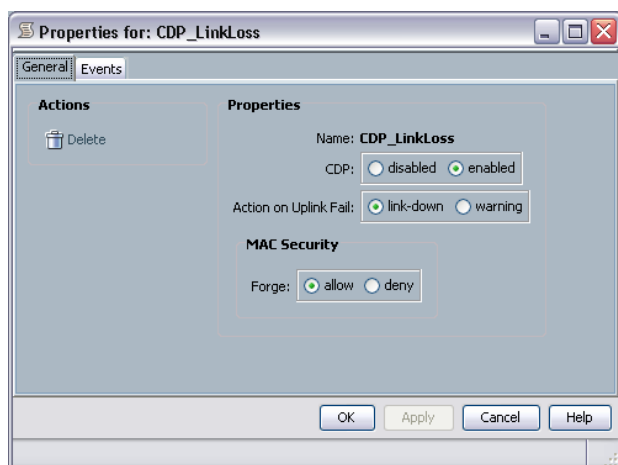 Properties for: CDP_LinkLoss
General Events
Actions
Delete
Properties
Name: CDP_LinkLoss
CDP: disabled enabled
Action on Uplink Fail: link-down warning
MAC Security
Forge: allow deny
OK Apply Cancel Help